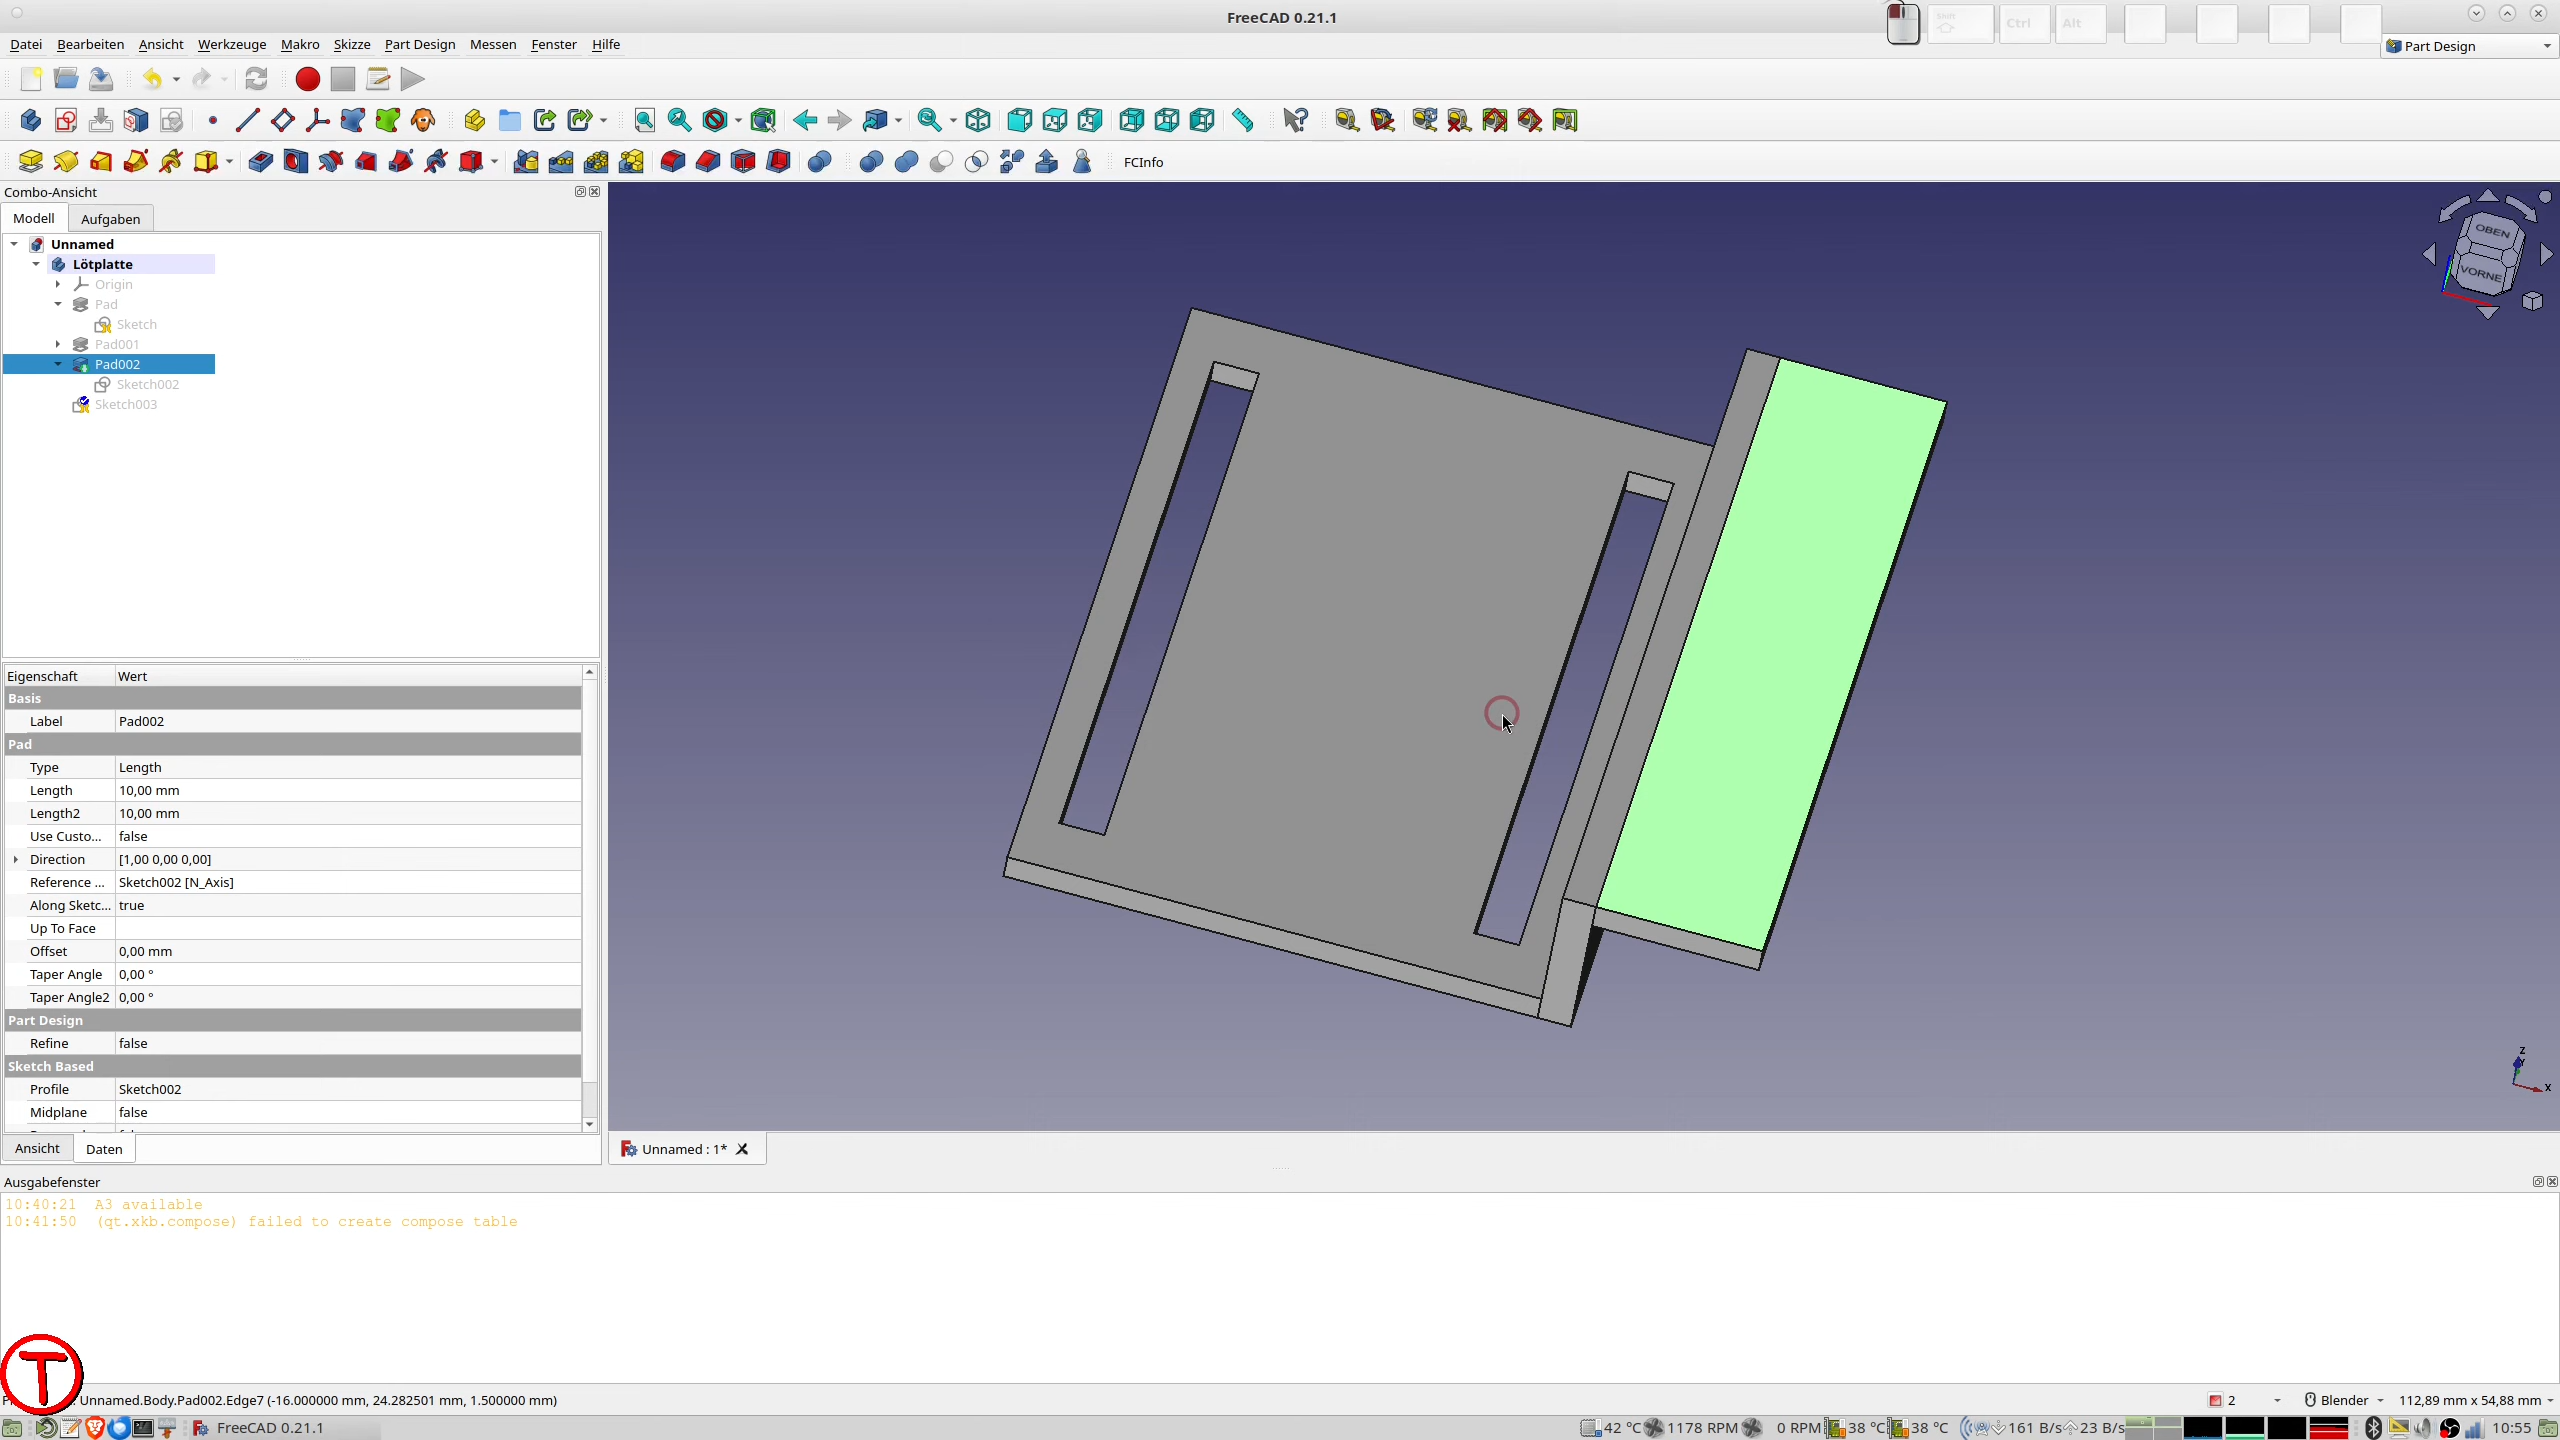 FreeCAD 0.21.1
Shift Ctrl Alt
Datei Bearbeiten Ansicht Werkzeuge Makro Skizze Part Design Messen Fenster Hilfe
Part Design
FCInfo
Combo-Ansicht
Modell Aufgaben
Unnamed
Lötplatte
Origin
Pad
Sketch
Pad001
Pad002
Sketch002
Sketch003
OBEN
VORNE
Eigenschaft Wert
Basis
Label Pad002
Pad
Type Length
Length 10,00 mm
Length2 10,00 mm
Use Custo... false
Direction [1,00 0,00 0,00]
Reference ... Sketch002 [N_Axis]
Along Sketc... true
Up To Face
Offset 0,00 mm
Taper Angle 0,00 °
Taper Angle2 0,00 °
Part Design
Refine false
Sketch Based
Profile Sketch002
Midplane false
Z
X
Ansicht Daten
Unnamed : 1*
Ausgabefenster
10:40:21 A3 available
10:41:50 (qt.xkb.compose) failed to create compose table
T
Unnamed.Body.Pad002.Edge7 (-16.000000 mm, 24.282501 mm, 1.500000 mm)
2 Blender 112,89 mm x 54,88 mm
FreeCAD 0.21.1
42 °C 1178 RPM 0 RPM 38 °C 38 °C 161 B/s 23 B/s 10:55